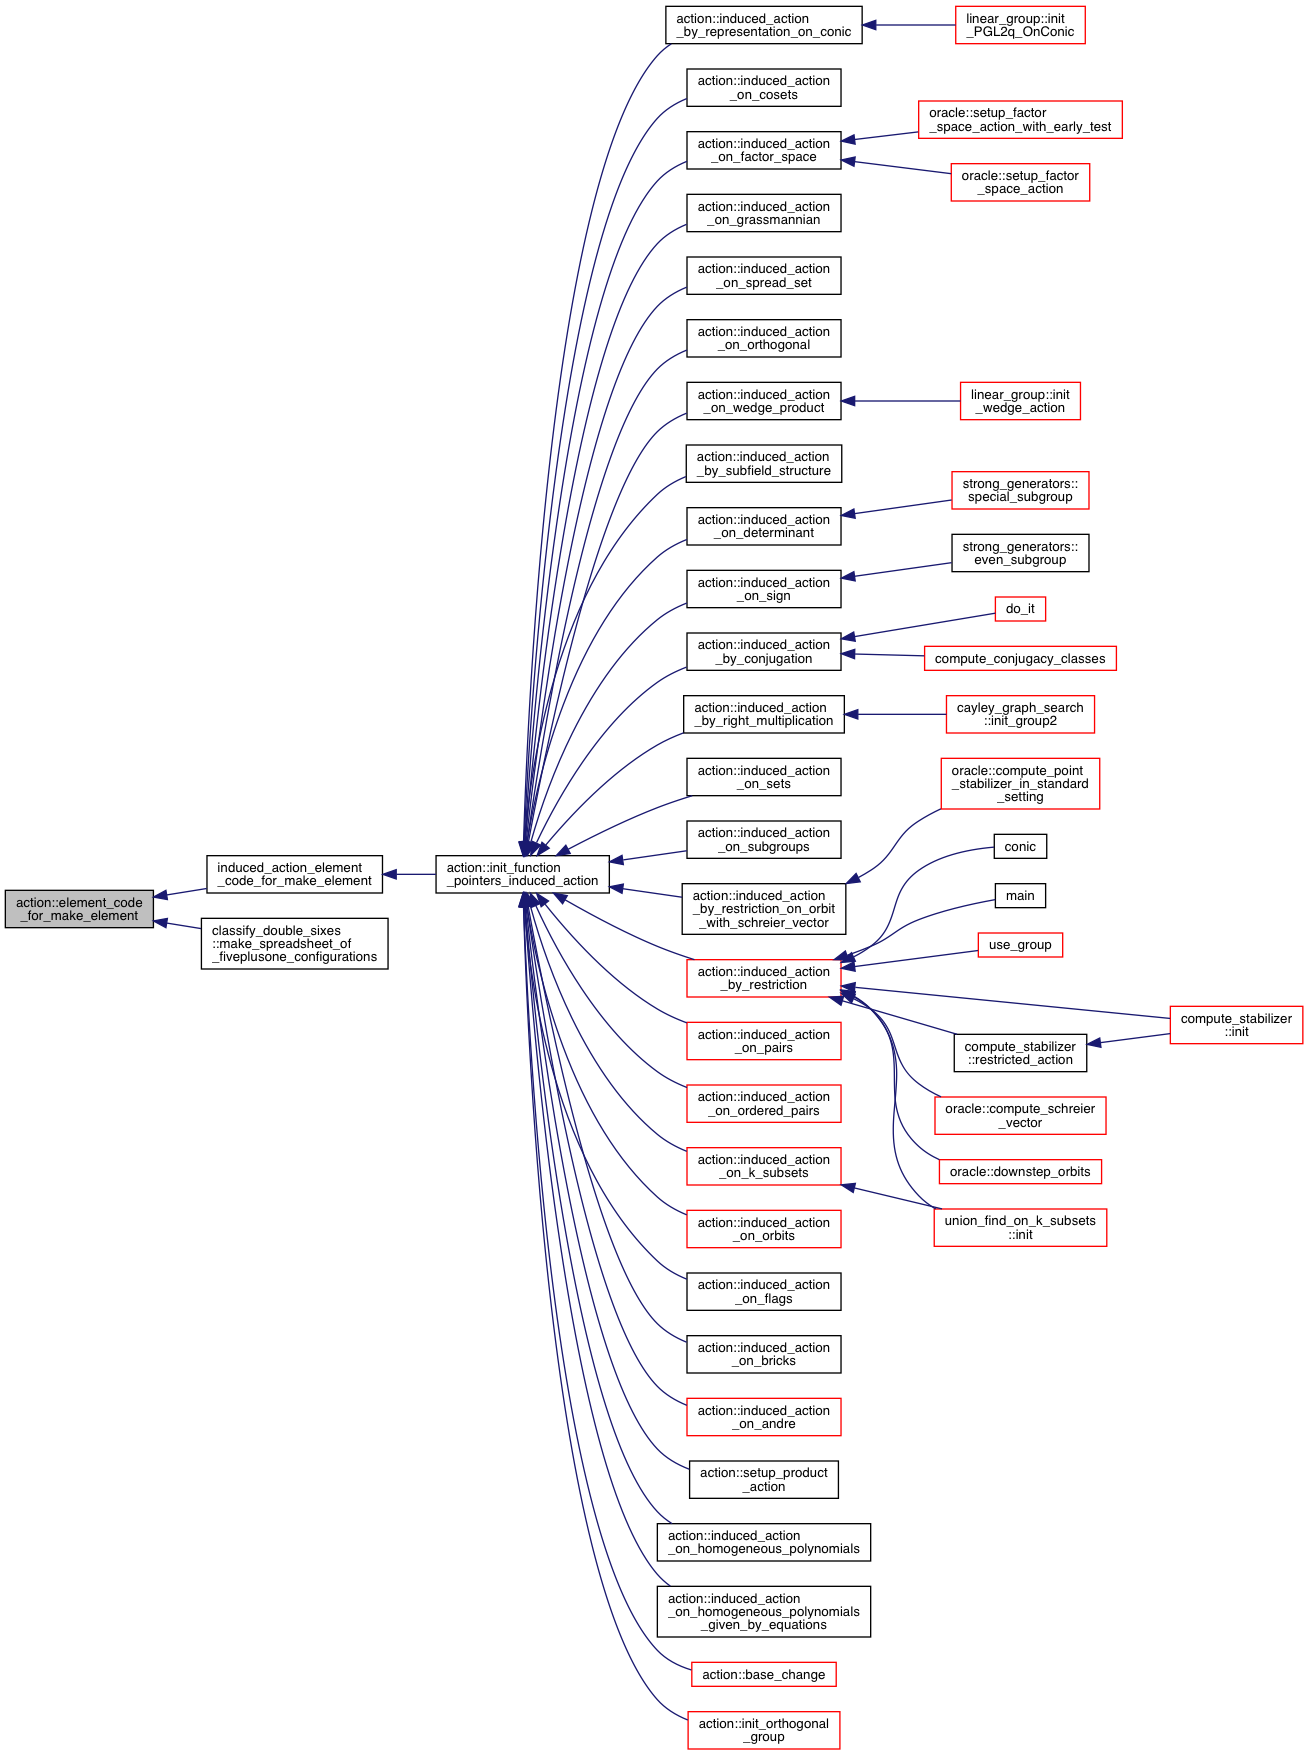 action::element_code
_for_make_element
induced_action_element
_code_for_make_element
classify_double_sixes
::make_spreadsheet_of
_fiveplusone_configurations
action::init_function
_pointers_induced_action
action::induced_action
_by_representation_on_conic
linear_group::init
_PGL2q_OnConic
action::induced_action
_on_cosets
action::induced_action
_on_factor_space
oracle::setup_factor
_space_action_with_early_test
oracle::setup_factor
_space_action
action::induced_action
_on_grassmannian
action::induced_action
_on_spread_set
action::induced_action
_on_orthogonal
action::induced_action
_on_wedge_product
linear_group::init
_wedge_action
action::induced_action
_by_subfield_structure
action::induced_action
_on_determinant
strong_generators::
special_subgroup
action::induced_action
_on_sign
strong_generators::
even_subgroup
action::induced_action
_by_conjugation
do_it
compute_conjugacy_classes
action::induced_action
_by_right_multiplication
cayley_graph_search
::init_group2
action::induced_action
_on_sets
action::induced_action
_on_subgroups
action::induced_action
_by_restriction_on_orbit
_with_schreier_vector
oracle::compute_point
_stabilizer_in_standard
_setting
action::induced_action
_by_restriction
conic
main
use_group
compute_stabilizer
::restricted_action
compute_stabilizer
::init
oracle::compute_schreier
_vector
oracle::downstep_orbits
union_find_on_k_subsets
::init
action::induced_action
_on_pairs
action::induced_action
_on_ordered_pairs
action::induced_action
_on_k_subsets
action::induced_action
_on_orbits
action::induced_action
_on_flags
action::induced_action
_on_bricks
action::induced_action
_on_andre
action::setup_product
_action
action::induced_action
_on_homogeneous_polynomials
action::induced_action
_on_homogeneous_polynomials
_given_by_equations
action::base_change
action::init_orthogonal
_group